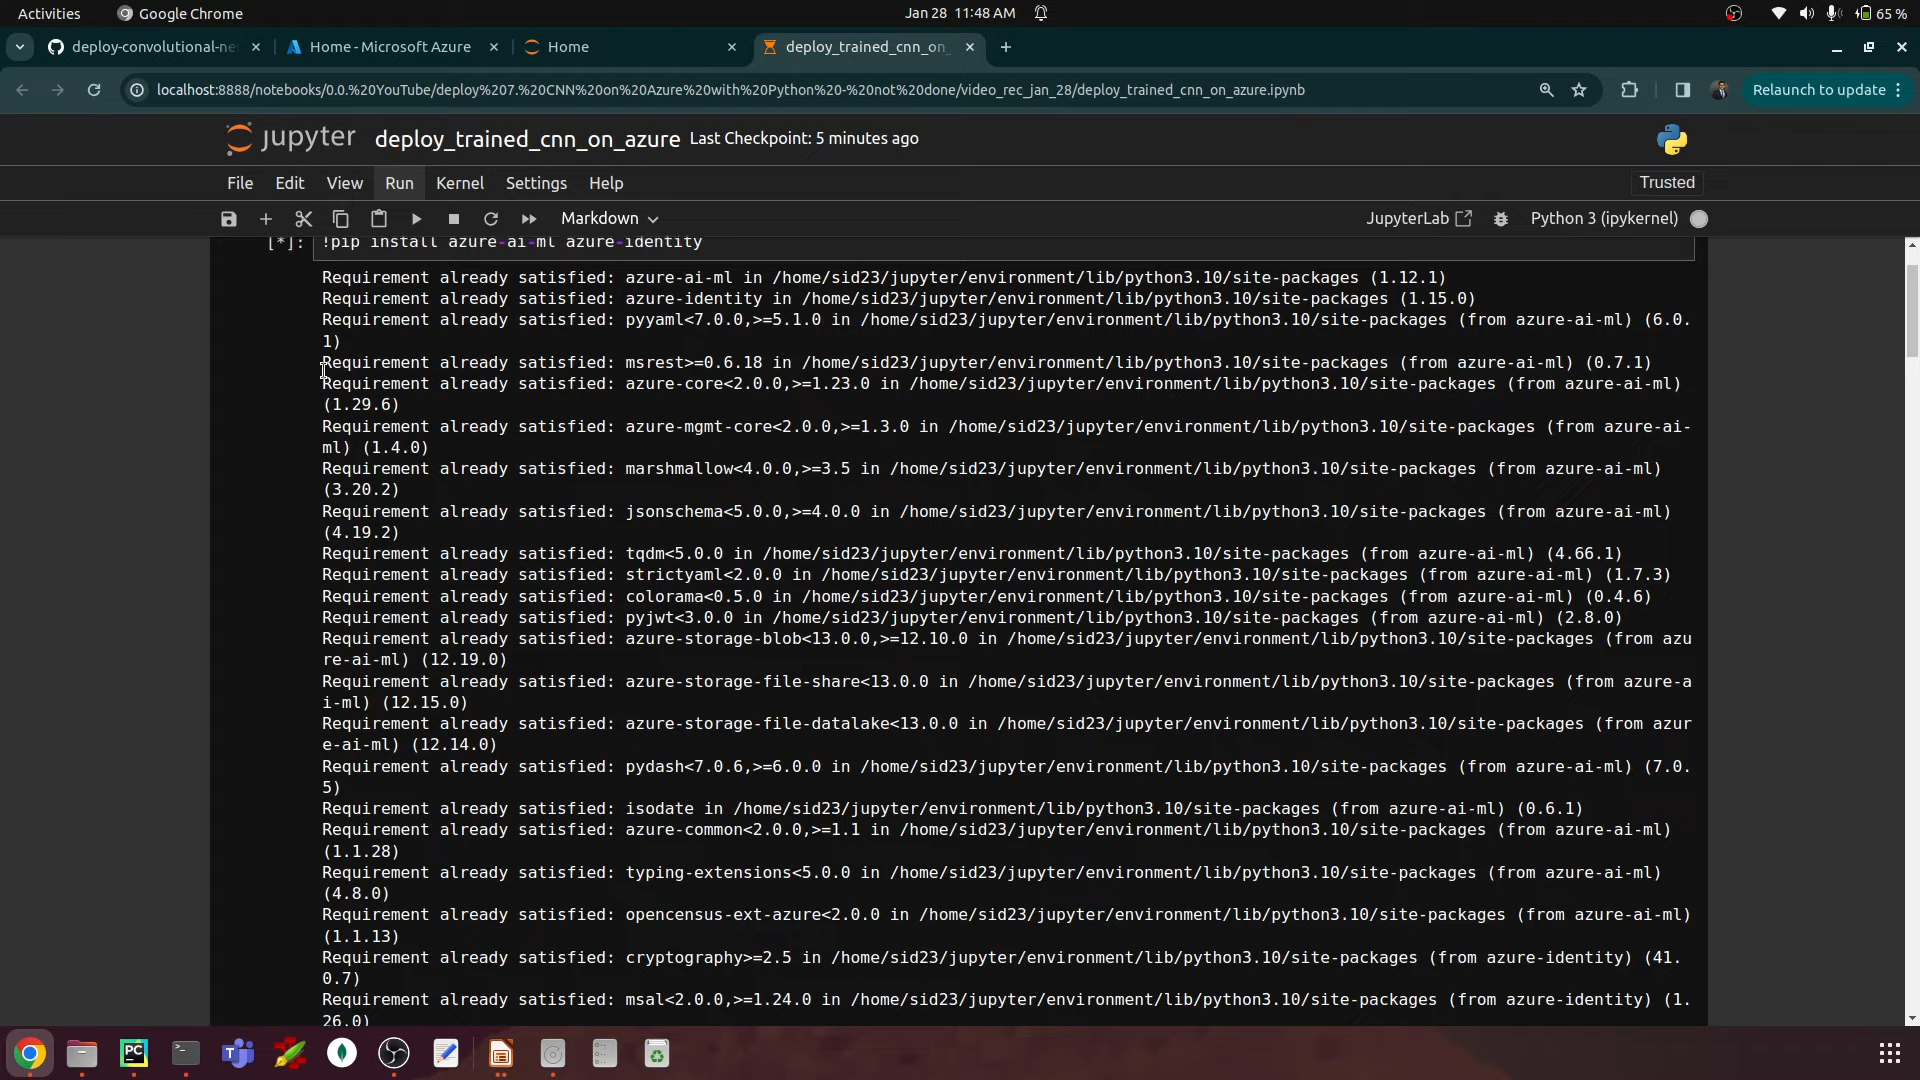 Activities Google Chrome Jan 28 11:48 AM 65 %
deploy-convolutional-ne Home - Microsoft Azure Home deploy_trained_cnn_on_
localhost:8888/notebooks/0.0.%20YouTube/deploy%207.%20CNN%20on%20Azure%20with%20Python%20-%20not%20done/video_rec_jan_28/deploy_trained_cnn_on_azure.ipynb Relaunch to update
jupyter deploy_trained_cnn_on_azure Last Checkpoint: 5 minutes ago
File Edit View Run Kernel Settings Help Trusted
Markdown JupyterLab Python 3 (ipykernel)
[*]: !pip install azure-ai-ml azure-identity
Requirement already satisfied: azure-ai-ml in /home/sid23/jupyter/environment/lib/python3.10/site-packages (1.12.1)
Requirement already satisfied: azure-identity in /home/sid23/jupyter/environment/lib/python3.10/site-packages (1.15.0)
Requirement already satisfied: pyyaml<7.0.0,>=5.1.0 in /home/sid23/jupyter/environment/lib/python3.10/site-packages (from azure-ai-ml) (6.0.
1)
Requirement already satisfied: msrest>=0.6.18 in /home/sid23/jupyter/environment/lib/python3.10/site-packages (from azure-ai-ml) (0.7.1)
Requirement already satisfied: azure-core<2.0.0,>=1.23.0 in /home/sid23/jupyter/environment/lib/python3.10/site-packages (from azure-ai-ml)
(1.29.6)
Requirement already satisfied: azure-mgmt-core<2.0.0,>=1.3.0 in /home/sid23/jupyter/environment/lib/python3.10/site-packages (from azure-ai-
ml) (1.4.0)
Requirement already satisfied: marshmallow<4.0.0,>=3.5 in /home/sid23/jupyter/environment/lib/python3.10/site-packages (from azure-ai-ml)
(3.20.2)
Requirement already satisfied: jsonschema<5.0.0,>=4.0.0 in /home/sid23/jupyter/environment/lib/python3.10/site-packages (from azure-ai-ml)
(4.19.2)
Requirement already satisfied: tqdm<5.0.0 in /home/sid23/jupyter/environment/lib/python3.10/site-packages (from azure-ai-ml) (4.66.1)
Requirement already satisfied: strictyaml<2.0.0 in /home/sid23/jupyter/environment/lib/python3.10/site-packages (from azure-ai-ml) (1.7.3)
Requirement already satisfied: colorama<0.5.0 in /home/sid23/jupyter/environment/lib/python3.10/site-packages (from azure-ai-ml) (0.4.6)
Requirement already satisfied: pyjwt<3.0.0 in /home/sid23/jupyter/environment/lib/python3.10/site-packages (from azure-ai-ml) (2.8.0)
Requirement already satisfied: azure-storage-blob<13.0.0,>=12.10.0 in /home/sid23/jupyter/environment/lib/python3.10/site-packages (from azu
re-ai-ml) (12.19.0)
Requirement already satisfied: azure-storage-file-share<13.0.0 in /home/sid23/jupyter/environment/lib/python3.10/site-packages (from azure-a
i-ml) (12.15.0)
Requirement already satisfied: azure-storage-file-datalake<13.0.0 in /home/sid23/jupyter/environment/lib/python3.10/site-packages (from azur
e-ai-ml) (12.14.0)
Requirement already satisfied: pydash<7.0.6,>=6.0.0 in /home/sid23/jupyter/environment/lib/python3.10/site-packages (from azure-ai-ml) (7.0.
5)
Requirement already satisfied: isodate in /home/sid23/jupyter/environment/lib/python3.10/site-packages (from azure-ai-ml) (0.6.1)
Requirement already satisfied: azure-common<2.0.0,>=1.1 in /home/sid23/jupyter/environment/lib/python3.10/site-packages (from azure-ai-ml)
(1.1.28)
Requirement already satisfied: typing-extensions<5.0.0 in /home/sid23/jupyter/environment/lib/python3.10/site-packages (from azure-ai-ml)
(4.8.0)
Requirement already satisfied: opencensus-ext-azure<2.0.0 in /home/sid23/jupyter/environment/lib/python3.10/site-packages (from azure-ai-ml)
(1.1.13)
Requirement already satisfied: cryptography>=2.5 in /home/sid23/jupyter/environment/lib/python3.10/site-packages (from azure-identity) (41.
0.7)
Requirement already satisfied: msal<2.0.0,>=1.24.0 in /home/sid23/jupyter/environment/lib/python3.10/site-packages (from azure-identity) (1.
26.0)